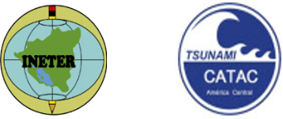 INETER
TSUNAMI
CATAC
América Central